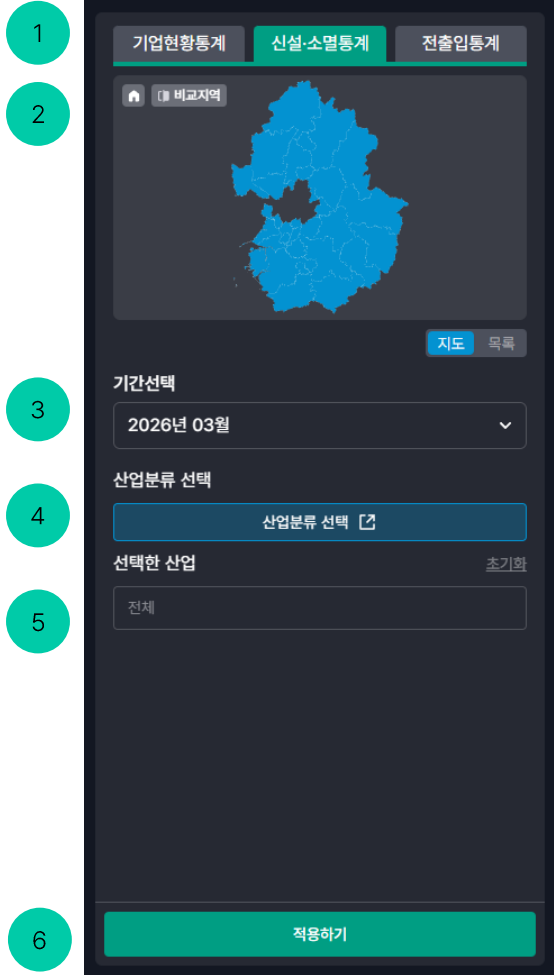 1
기업현황통계 신설·소멸통계 전출입통계
2
비교지역
지도 목록
기간선택
3
2026년 03월
산업분류 선택
4
산업분류 선택
선택한 산업 초기화
5
전체
6
적용하기